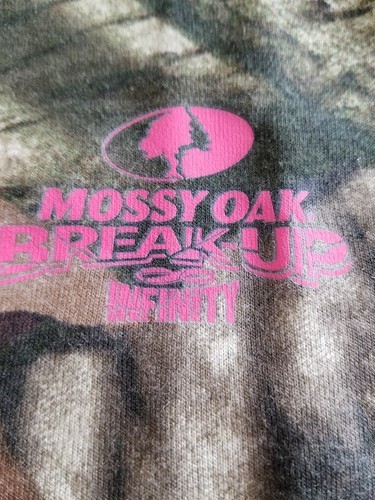 MOSSY OAK.
BREAK-UP
INFINITY